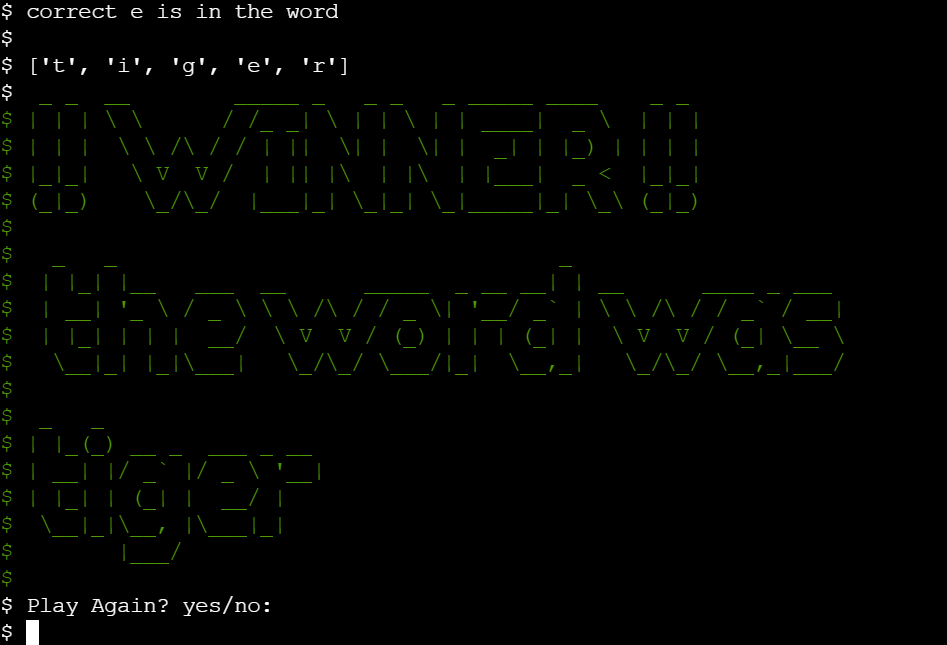 $ correct e is in the word
$
$ ['t', 'i', 'g', 'e', 'r']
$
$ !! WINNER !!
$
$ the word was
$
$ tiger
$
$ Play Again? yes/no:
$